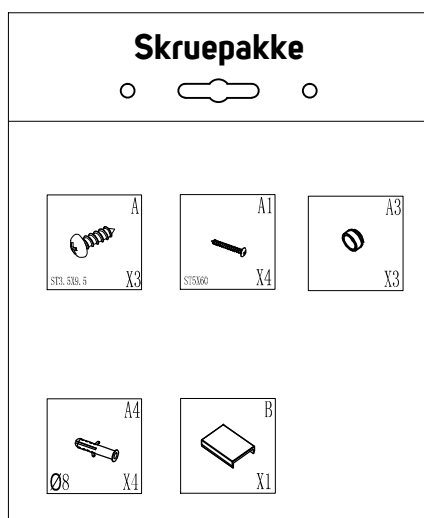 Skruepakke
A
ST3.5X9.5 X3
A1
ST5X60 X4
A3
X3
A4
Ø8 X4
B
X1